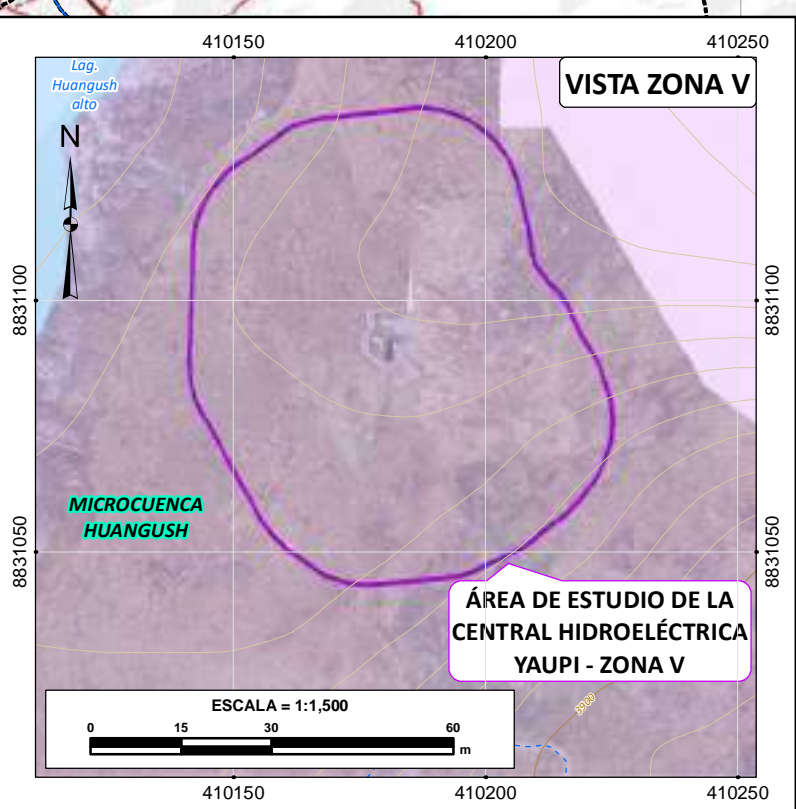 410150
410200
410250
Lag.
Huangush
alto
VISTA ZONA V
N
8831100
8831100
MICROCUENCA
HUANGUSH
8831050
8831050
ÁREA DE ESTUDIO DE LA
CENTRAL HIDROELÉCTRICA
YAUPI - ZONA V
ESCALA = 1:1,500
0 15 30 60
m
3900
410150
410200
410250